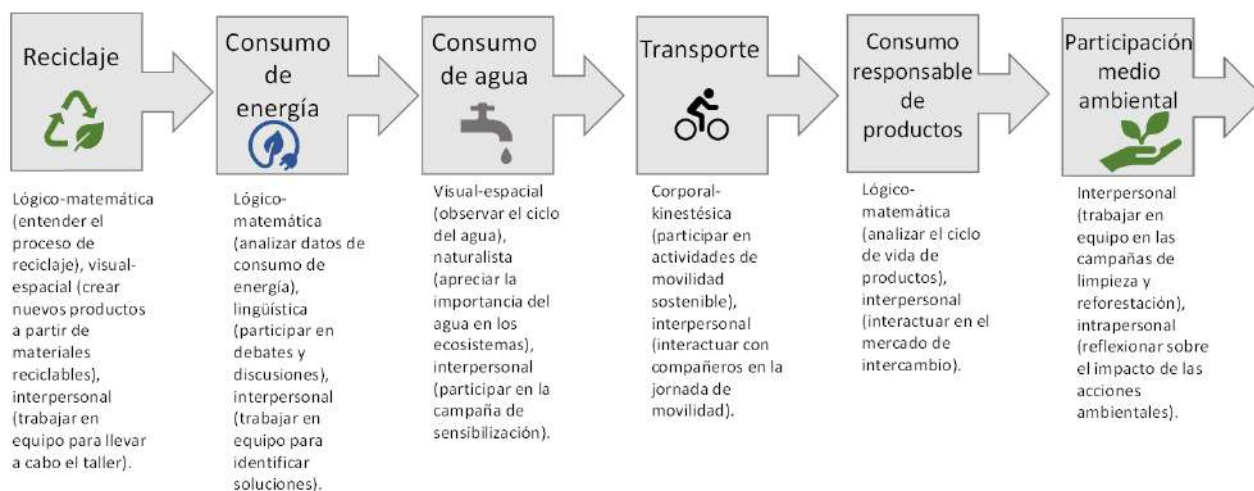 Reciclaje
Lógico-matemática
(entender el
proceso de
reciclaje), visual-
espacial (crear
nuevos productos
a partir de
materiales
reciclables),
interpersonal
(trabajar en
equipo para llevar
a cabo el taller).
Consumo
de
energía
Lógico-
matemática
(analizar datos de
consumo de
energía),
lingüística
(participar en
debates y
discusiones),
interpersonal
(trabajar en
equipo para
identificar
soluciones).
Consumo
de agua
Visual-espacial
(observar el ciclo
del agua),
naturalista
(apreciar la
importancia del
agua en los
ecosistemas),
interpersonal
(participar en la
campaña de
sensibilización).
Transporte
Corporal-
kinestésica
(participar en
actividades de
movilidad
sostenible),
interpersonal
(interactuar con
compañeros en la
jornada de
movilidad).
Consumo
responsable
de
productos
Lógico-
matemática
(analizar el ciclo
de vida de
productos),
interpersonal
(interactuar en el
mercado de
intercambio).
Participación
medio
ambiental
Interpersonal
(trabajar en
equipo en las
campañas de
limpieza y
reforestación),
intrapersonal
(reflexionar sobre
el impacto de las
acciones
ambientales).